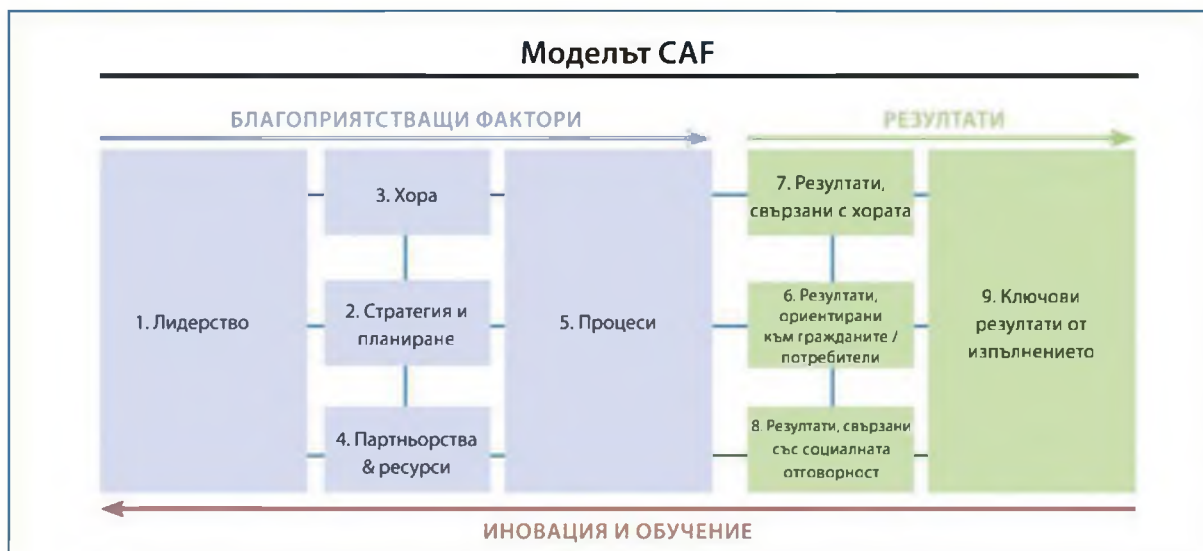 Моделът CAF
БЛАГОПРИЯТСТВАЩИ ФАКТОРИ
РЕЗУЛТАТИ
1. Лидерство
3. Хора
2. Стратегия и
планиране
4. Партньорства
& ресурси
5. Процеси
7. Резултати,
свързани с хората
6. Резултати,
ориентирани
към гражданите /
потребители
8. Резултати, свързани
със социалната
отговорност
9. Ключови
резултати от
изпълнението
ИНОВАЦИЯ И ОБУЧЕНИЕ